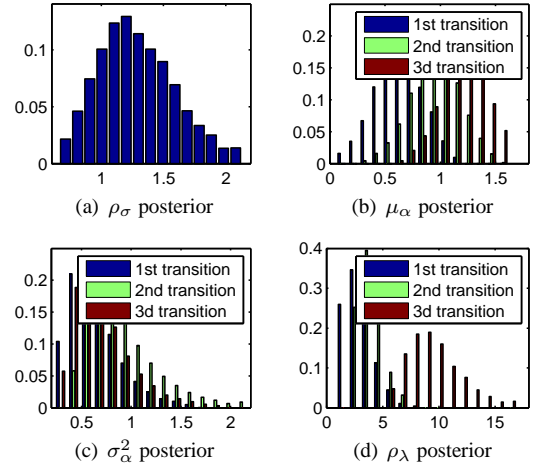 0.1
0.05
0
1
1.5
2
(a) ρσ posterior
0.2
0.15
0.1
0.05
0
0
0.5
1
1.5
1st transition
2nd transition
3d transition
(b) μα posterior
0.2
0.15
0.1
0.05
0
0.5
1.0
1.5
2
1st transition
2nd transition
3d transition
(c) σ²α posterior
0.4
0.3
0.2
0.1
0
0
5
10
15
1st transition
2nd transition
3d transition
(d) ρλ posterior